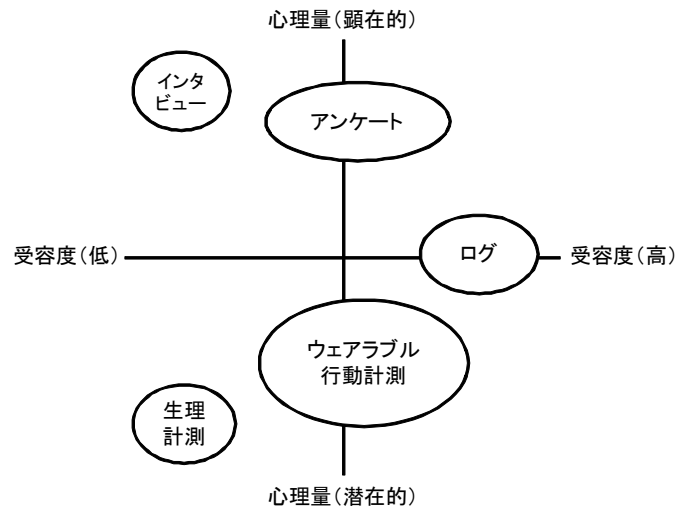 心理量（顕在的）
インタ
ビュー
アンケート
受容度（低）
ログ
受容度（高）
ウェアラブル
行動計測
生理
計測
心理量（潜在的）